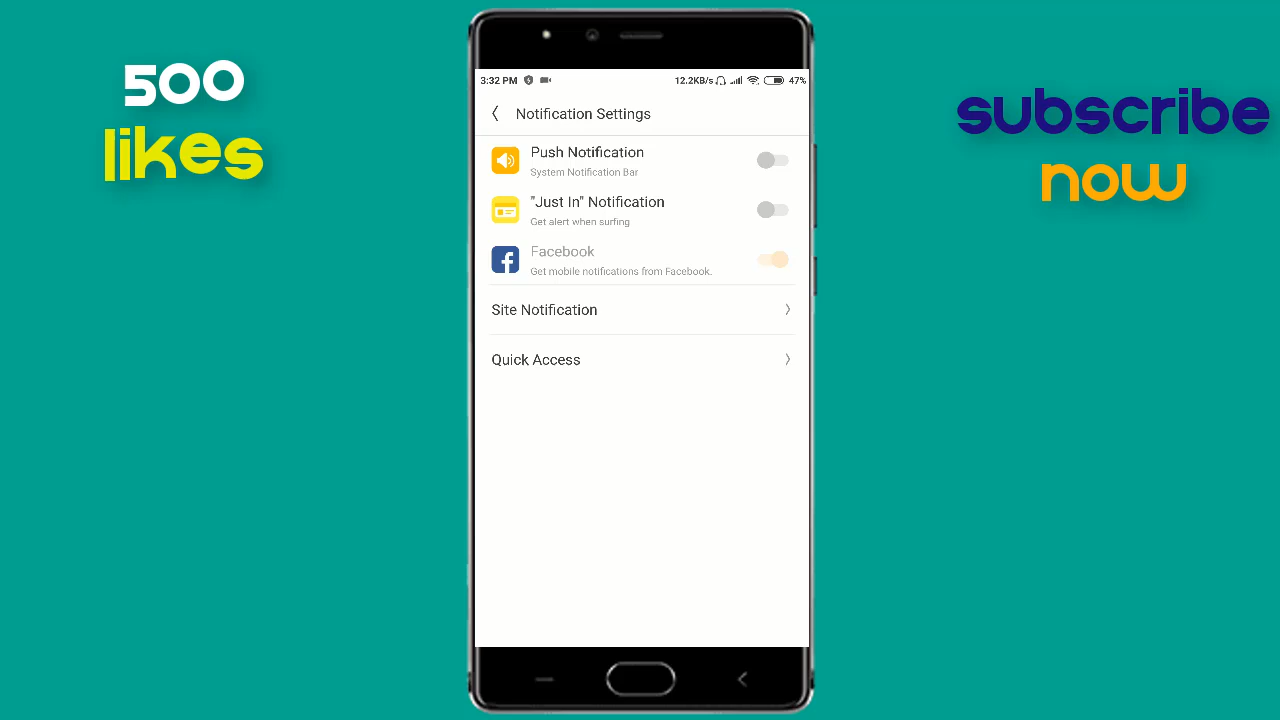 500
likes
subscribe
now
3:32 PM 12.2KB/s 47%
Notification Settings
Push Notification
System Notification Bar
"Just In" Notification
Get alert when surfing
Facebook
Get mobile notifications from Facebook.
Site Notification
Quick Access